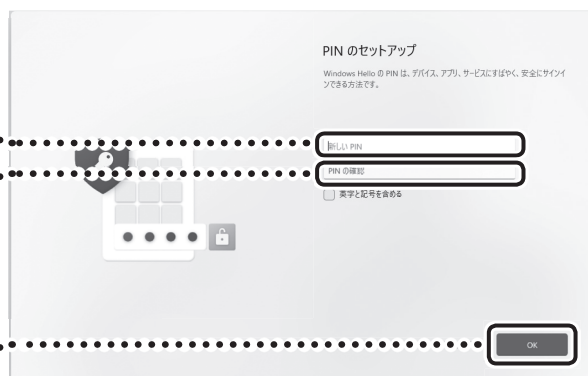 PIN のセットアップ
Windows Hello の PIN は、デバイス、アプリ、サービスにすばやく、安全にサインイ
ンできる方法です。
新しい PIN
PIN の確認
英字と記号を含める
OK